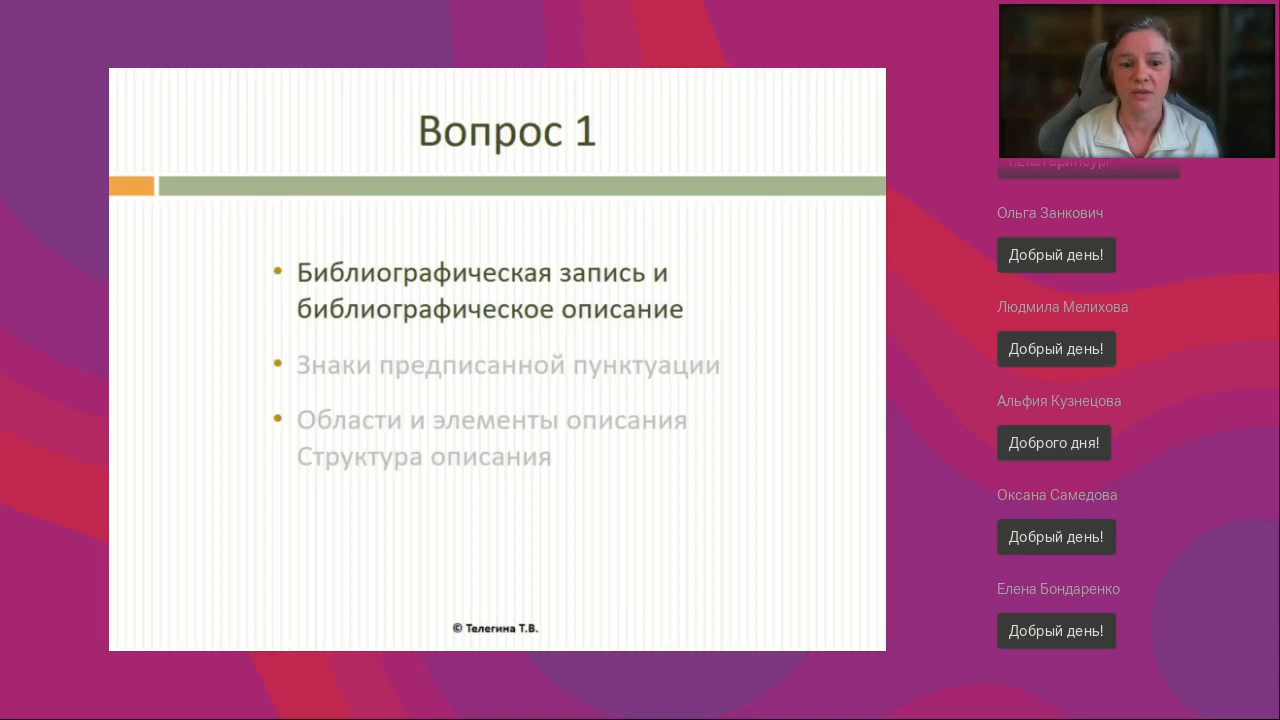 Вопрос 1
• Библиографическая запись и
библиографическое описание
• Знаки предписанной пунктуации
• Области и элементы описания
Структура описания
© Телегина Т.В.
г.Екатеринбург
Ольга Занкович
Добрый день!
Людмила Мелихова
Добрый день!
Альфия Кузнецова
Доброго дня!
Оксана Самедова
Добрый день!
Елена Бондаренко
Добрый день!